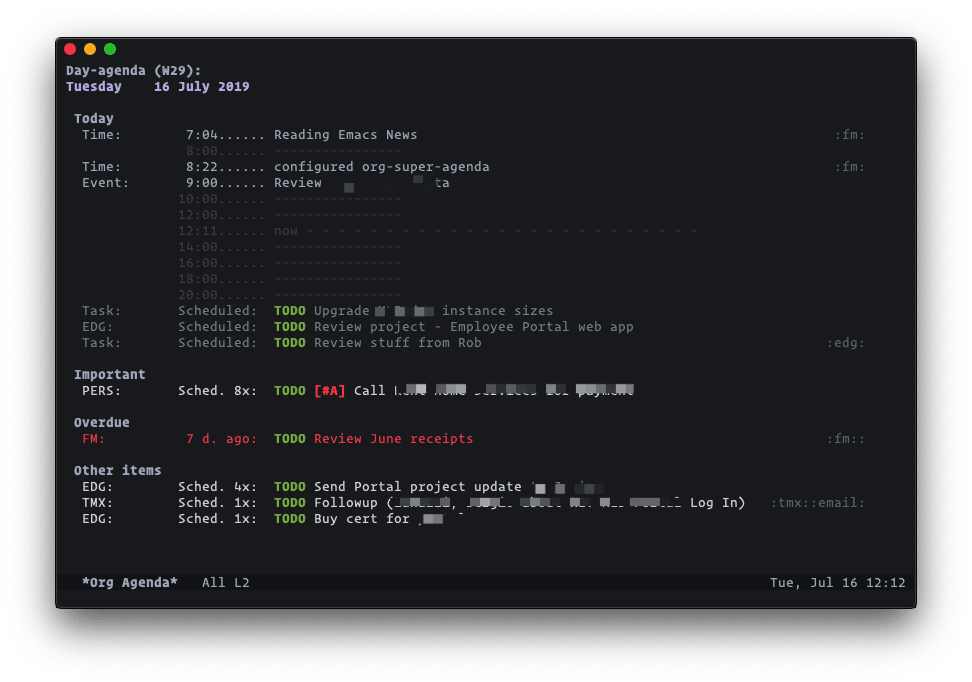 Day-agenda (W29):
Tuesday    16 July 2019
Today
Time:        7:04...... Reading Emacs News :fm:
8:00...... ----------------
Time:        8:22...... configured org-super-agenda :fm:
Event:       9:00...... Review ta
10:00...... ----------------
12:00...... ----------------
12:11...... now - - - - - - - - - - - - - - - - - - - - - - - - -
14:00...... ----------------
16:00...... ----------------
18:00...... ----------------
20:00...... ----------------
Task:       Scheduled:  TODO Upgrade instance sizes
EDG:        Scheduled:  TODO Review project - Employee Portal web app
Task:       Scheduled:  TODO Review stuff from Rob :edg:
Important
PERS:       Sched. 8x:  TODO [#A] Call
Overdue
FM:          7 d. ago:  TODO Review June receipts :fm::
Other items
EDG:        Sched. 4x:  TODO Send Portal project update
TMX:        Sched. 1x:  TODO Followup ( Log In) :tmx::email:
EDG:        Sched. 1x:  TODO Buy cert for
*Org Agenda*   All L2 Tue, Jul 16 12:12